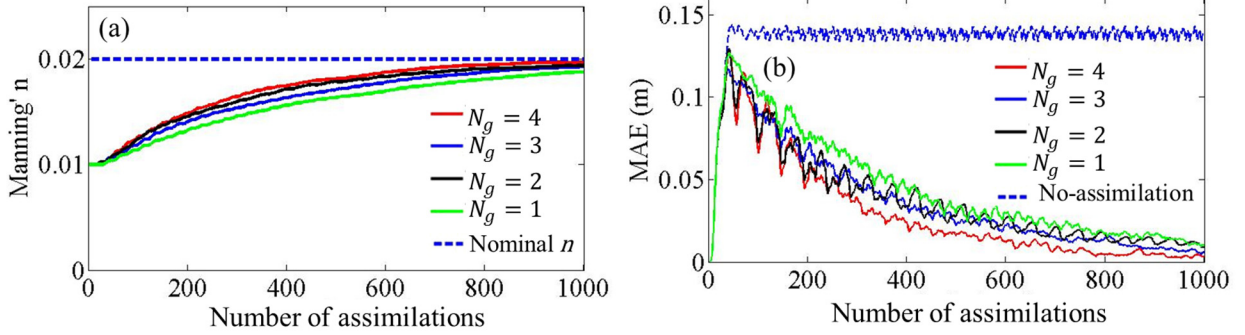 (a)
Manning' n
0.02
0.01
0
0
200
400
600
800
1000
Number of assimilations
N_g = 4
N_g = 3
N_g = 2
N_g = 1
Nominal n
(b)
MAE (m)
0.15
0.1
0.05
0
0
200
400
600
800
1000
Number of assimilations
N_g = 4
N_g = 3
N_g = 2
N_g = 1
No-assimilation